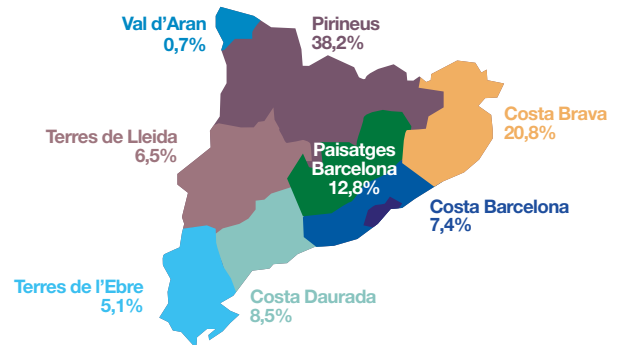 Val d’Aran
0,7%
Pirineus
38,2%
Costa Brava
20,8%
Terres de Lleida
6,5%
Paisatges
Barcelona
12,8%
Costa Barcelona
7,4%
Terres de l’Ebre
5,1%
Costa Daurada
8,5%